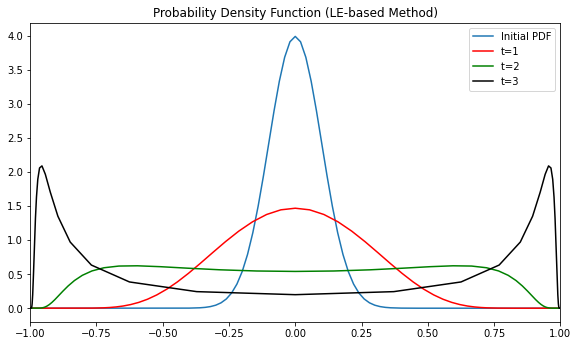 Probability Density Function (LE-based Method)
Initial PDF
t=1
t=2
t=3
4.0
3.5
3.0
2.5
2.0
1.5
1.0
0.5
0.0
-1.00 -0.75 -0.50 -0.25 0.00 0.25 0.50 0.75 1.00